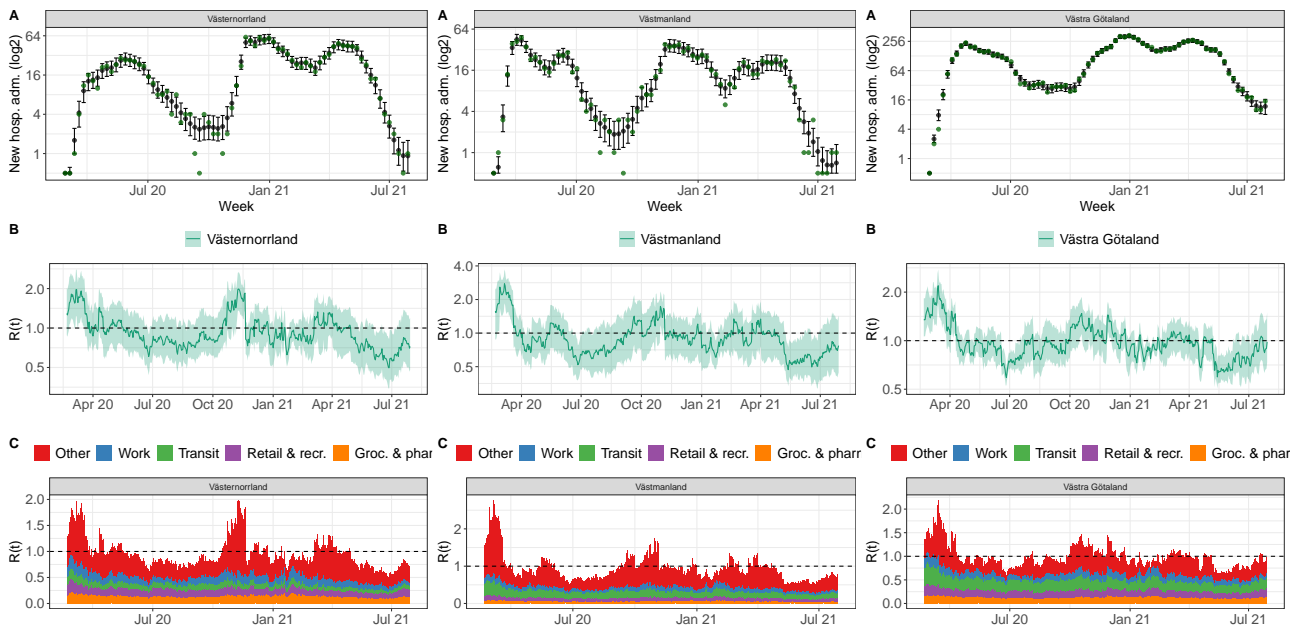 A
Västernorrland
New hosp. adm. (log2)
64
16
4
1
Jul 20
Jan 21
Jul 21
Week
A
Västmanland
New hosp. adm. (log2)
64
16
4
1
Jul 20
Jan 21
Jul 21
Week
A
Västra Götaland
New hosp. adm. (log2)
256
64
16
4
1
Jul 20
Jan 21
Jul 21
Week
B
Västernorrland
R(t)
2.0
1.0
0.5
Apr 20
Jul 20
Oct 20
Jan 21
Apr 21
Jul 21
B
Västmanland
R(t)
4.0
2.0
1.0
0.5
Apr 20
Jul 20
Oct 20
Jan 21
Apr 21
Jul 21
B
Västra Götaland
R(t)
2.0
1.0
0.5
Apr 20
Jul 20
Oct 20
Jan 21
Apr 21
Jul 21
C
Other Work Transit Retail & recr. Groc. & phar
Västernorrland
R(t)
2.0
1.5
1.0
0.5
0.0
Jul 20
Jan 21
Jul 21
C
Other Work Transit Retail & recr. Groc. & pharr
Västmanland
R(t)
2
1
0
Jul 20
Jan 21
Jul 21
C
Other Work Transit Retail & recr. Groc. & phar
Västra Götaland
R(t)
2.0
1.5
1.0
0.5
0.0
Jul 20
Jan 21
Jul 21